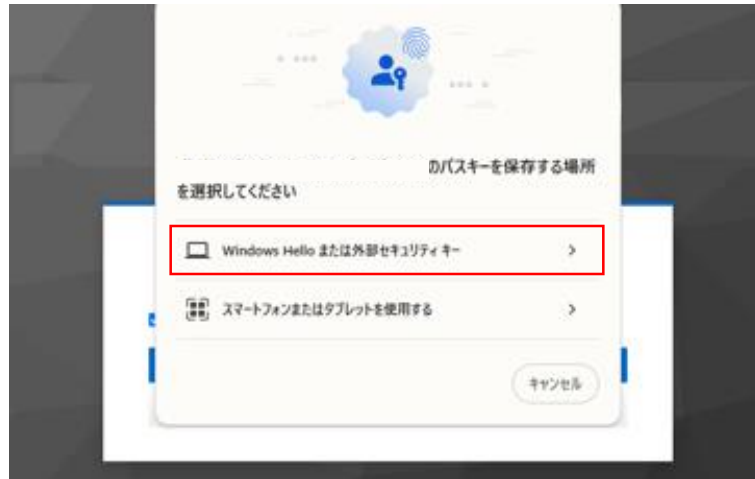 のパスキーを保存する場所
を選択してください
Windows Hello または外部セキュリティ キー
スマートフォンまたはタブレットを使用する
キャンセル